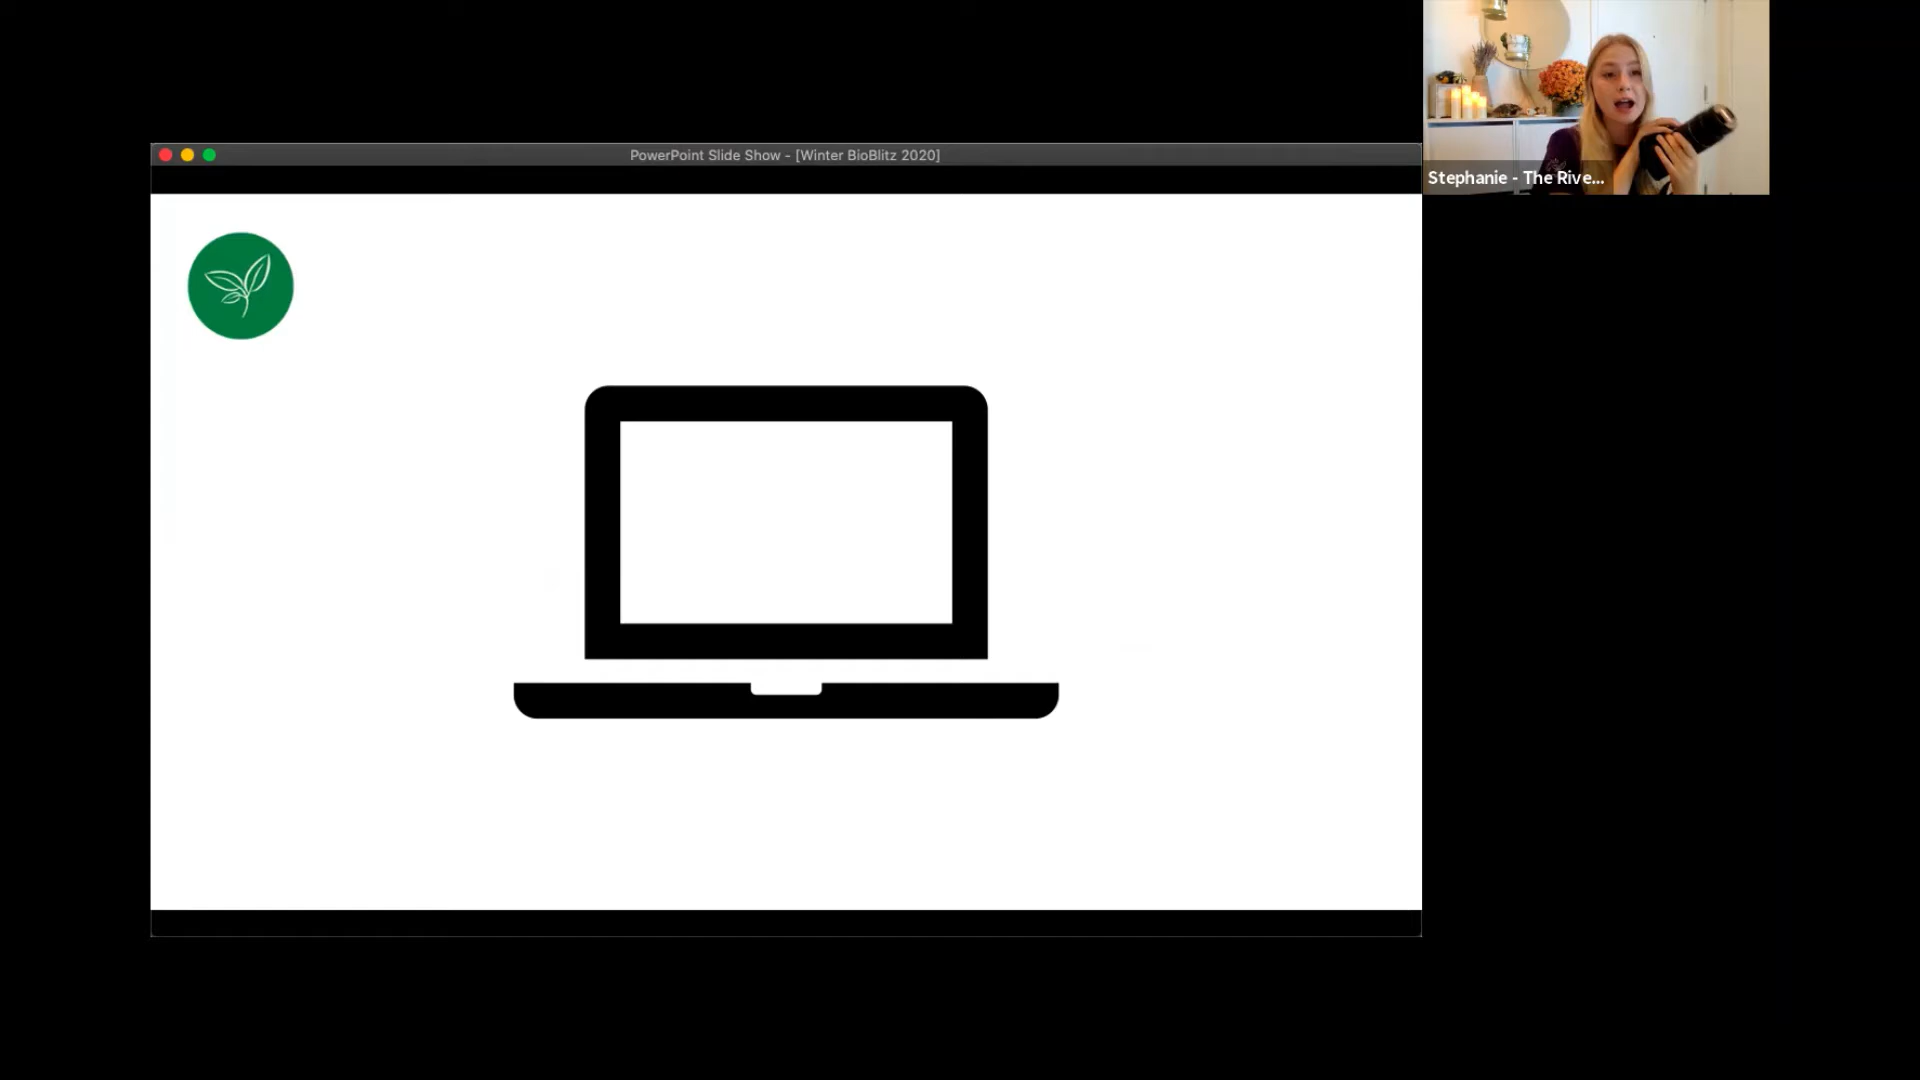 PowerPoint Slide Show - [Winter BioBlitz 2020]
Stephanie - The Rive...